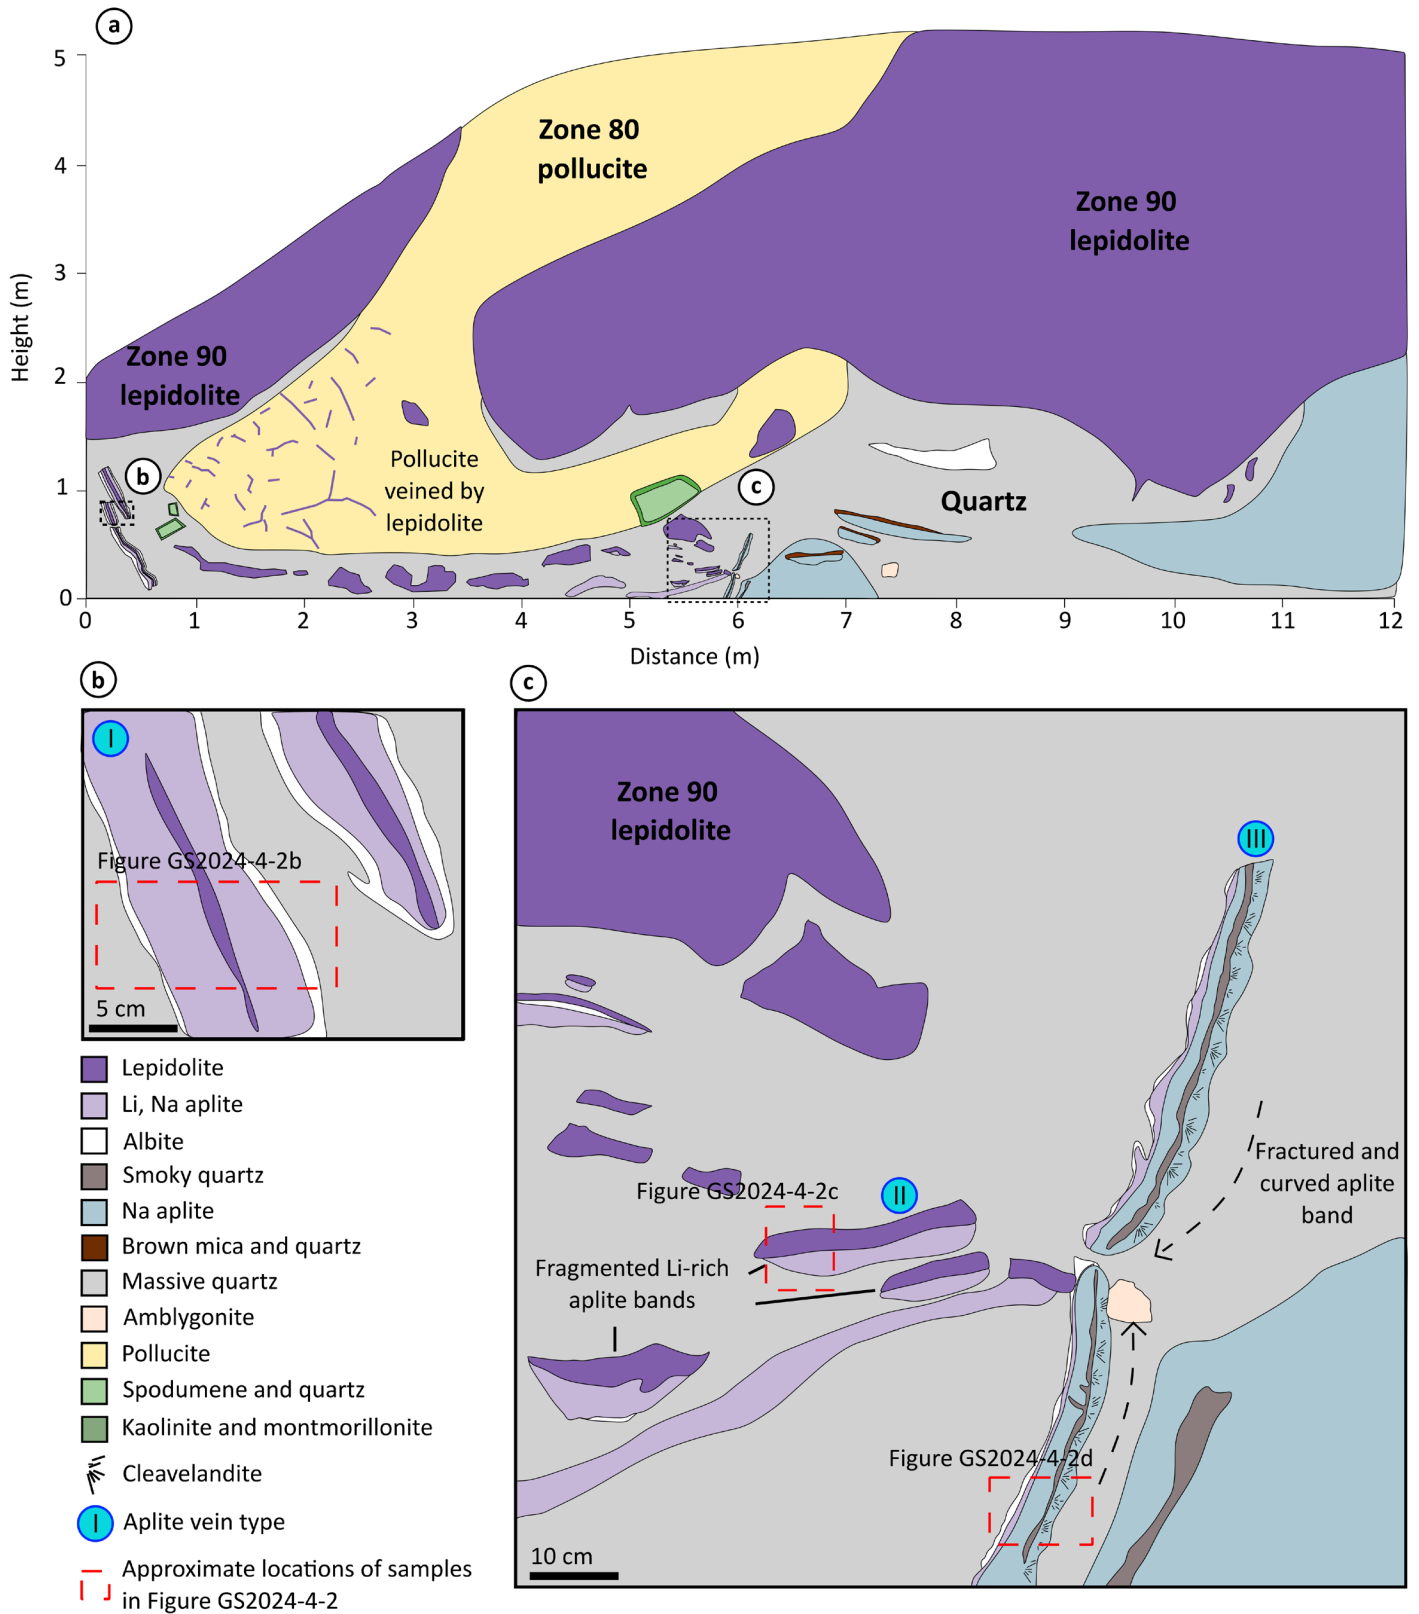 a
5
4
3
2
1
0
Height (m)
Zone 80
pollucite
Zone 90
lepidolite
Zone 90
lepidolite
Pollucite
veined by
lepidolite
b
c
Quartz
0 1 2 3 4 5 6 7 8 9 10 11 12
Distance (m)
b
I
Figure GS2024-4-2b
5 cm
Lepidolite
Li, Na aplite
Albite
Smoky quartz
Na aplite
Brown mica and quartz
Massive quartz
Amblygonite
Pollucite
Spodumene and quartz
Kaolinite and montmorillonite
Cleavelandite
I Aplite vein type
Approximate locations of samples
in Figure GS2024-4-2
c
Zone 90
lepidolite
III
Fractured and
curved aplite
band
Figure GS2024-4-2c
II
Fragmented Li-rich
aplite bands
Figure GS2024-4-2d
10 cm